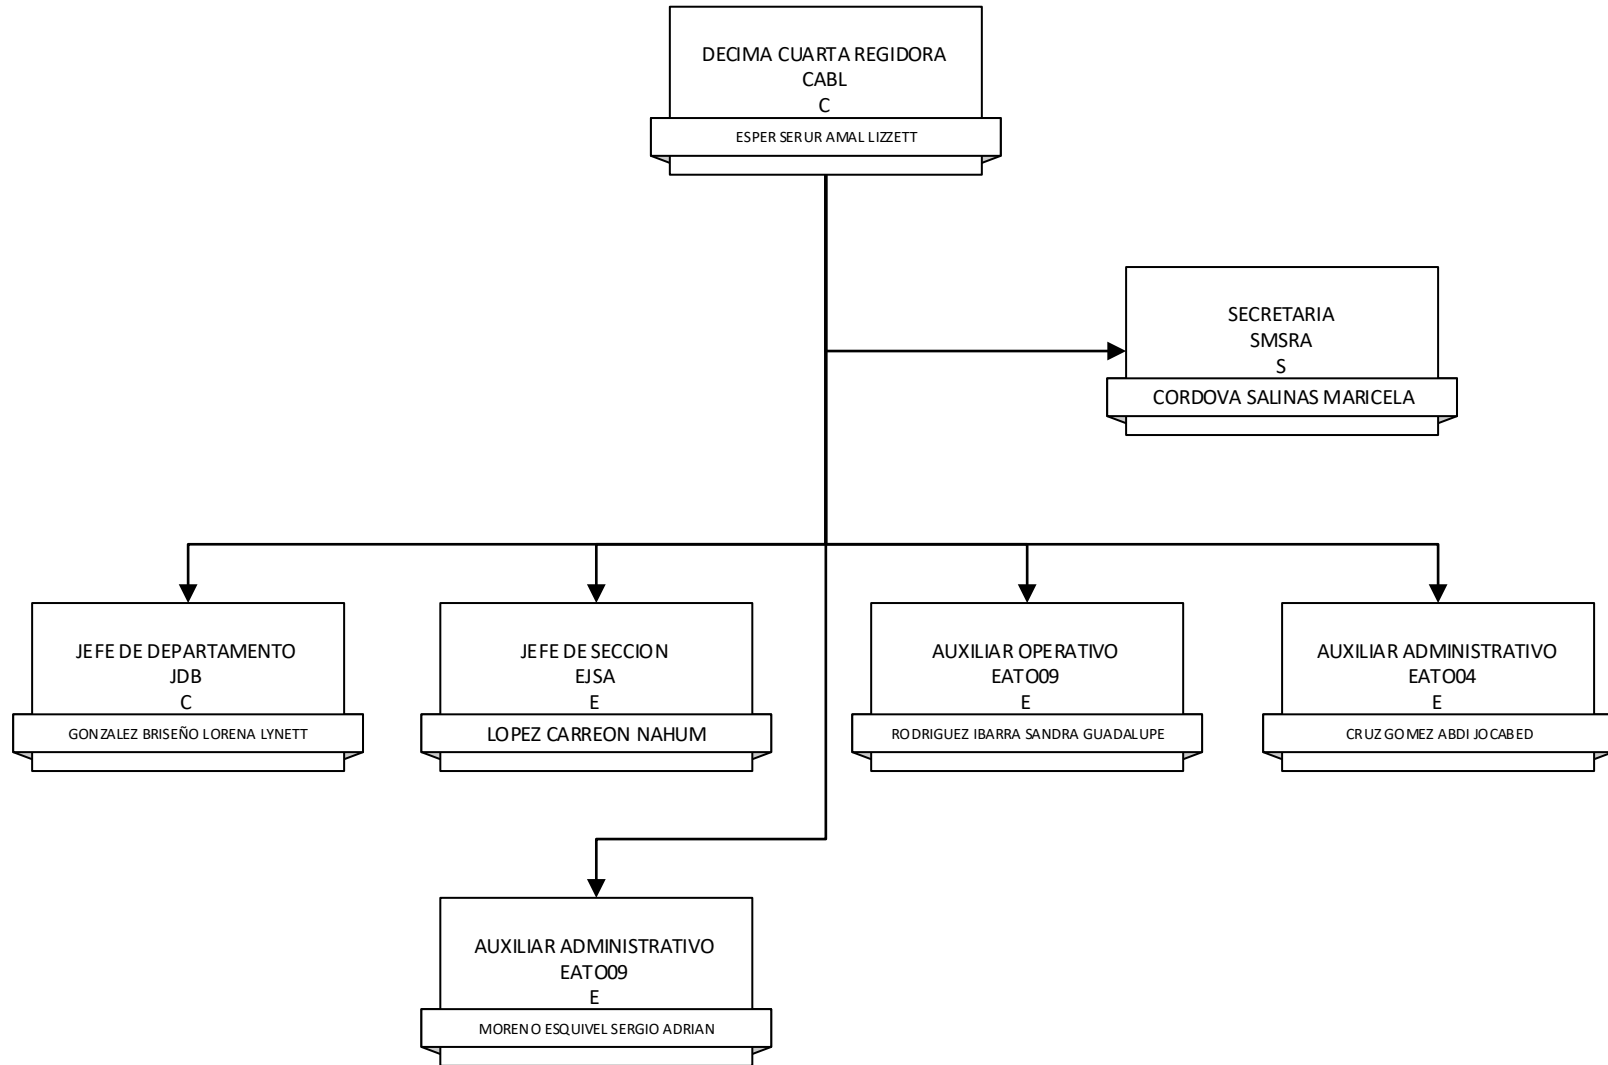 DECIMA CUARTA REGIDORA
CABL
C
ESPER SERUR AMAL LIZZETT
SECRETARIA
SMSRA
S
CORDOVA SALINAS MARICELA
JEFE DE DEPARTAMENTO
JDB
C
GONZALEZ BRISEÑO LORENA LYNETT
JEFE DE SECCION
EJSA
E
LOPEZ CARREON NAHUM
AUXILIAR OPERATIVO
EATO09
E
RODRIGUEZ IBARRA SANDRA GUADALUPE
AUXILIAR ADMINISTRATIVO
EATO04
E
CRUZ GOMEZ ABDI JOCABED
AUXILIAR ADMINISTRATIVO
EATO09
E
MORENO ESQUIVEL SERGIO ADRIAN